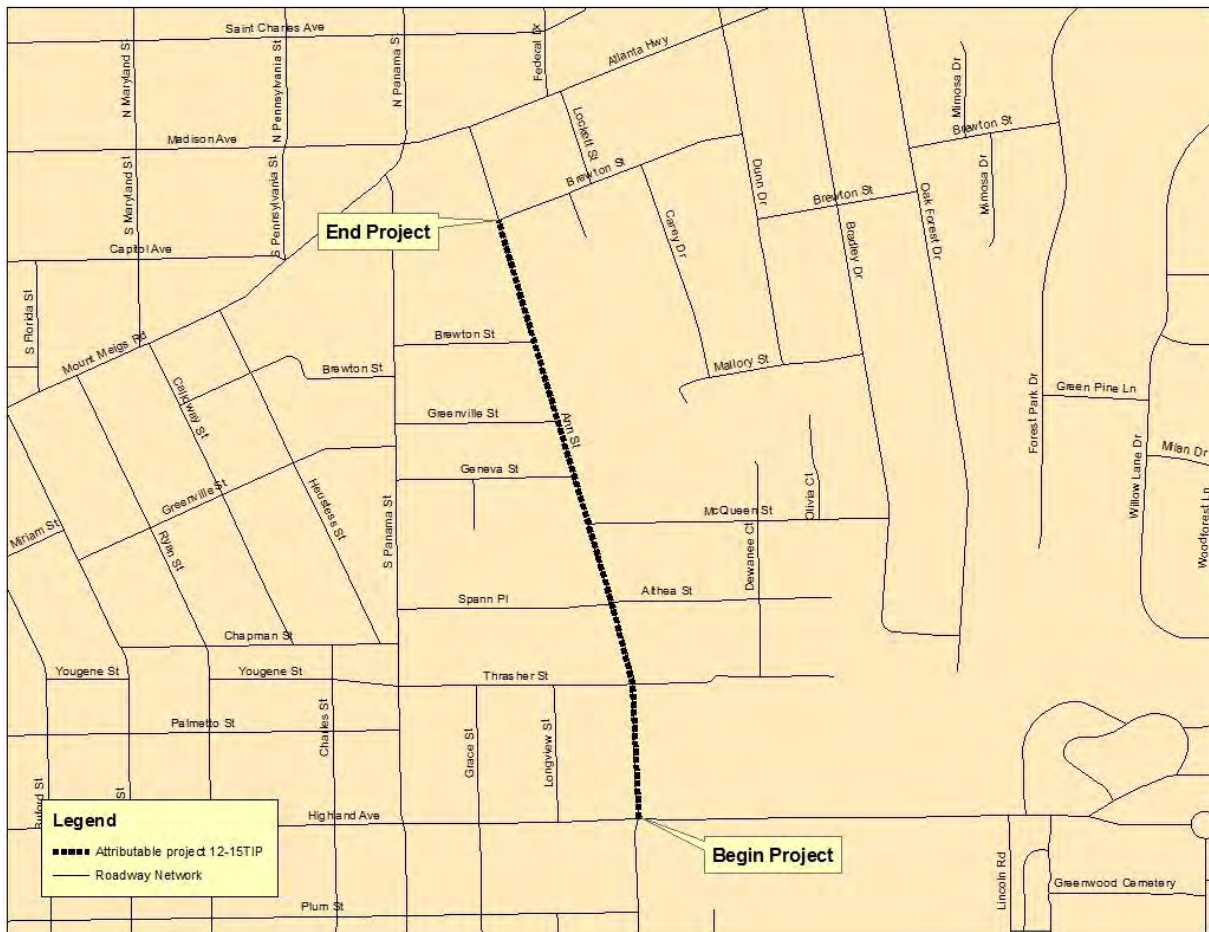 Saint Charles Ave
N Maryland St
N Pennsylvania St
N Panama St
Federal Dr
Atlanta Hwy
Mimosa Dr
Madison Ave
Lockett St
Brewton St
Brewton St
S Maryland St
S Pennsylvania St
Dunn Dr
Mimosa Dr
Brewton St
Oak Forest Dr
End Project
Carey Dr
Bradley Dr
Capitol Ave
S Florida St
Mount Meigs Rd
Brewton St
Brewton St
Mallory St
Forest Park Dr
Green Pine Ln
Greenville St
Ann St
Willow Lane Dr
Milan Dr
Geneva St
Greenville St
Heustess St
S Panama St
Olivia Ct
McQueen St
Woodforest Ln
Miriam St
Ryan St
Dewanee Ct
Spann Pl
Althea St
Chapman St
Yougene St
Yougene St
Thrasher St
Palmetto St
Charles St
Grace St
Longview St
Buford St
St
Highland Ave
Legend
Attributable project 12-15TIP
Roadway Network
Begin Project
Lincoln Rd
Greenwood Cemetery
Plum St